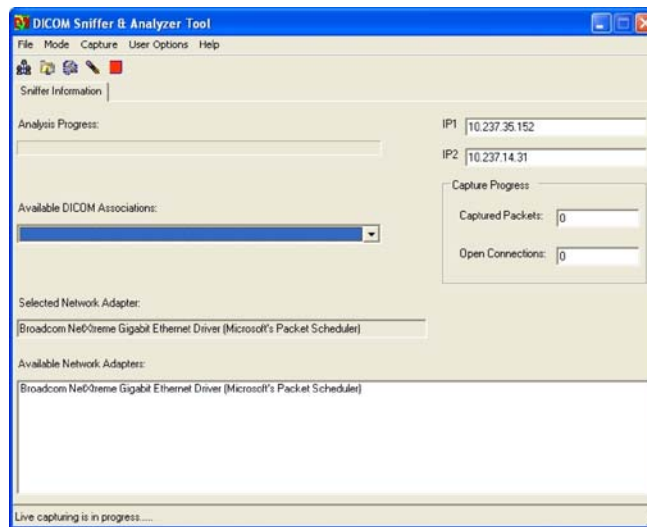 DICOM Sniffer & Analyzer Tool
File Mode Capture User Options Help
Sniffer Information
Analysis Progress:
IP1 10.237.35.152
IP2 10.237.14.31
Capture Progress
Available DICOM Associations:
Captured Packets: 0
Open Connections: 0
Selected Network Adapter:
Broadcom NetXtreme Gigabit Ethernet Driver (Microsoft's Packet Scheduler)
Available Network Adapters:
Broadcom NetXtreme Gigabit Ethernet Driver (Microsoft's Packet Scheduler)
Live capturing is in progress.....